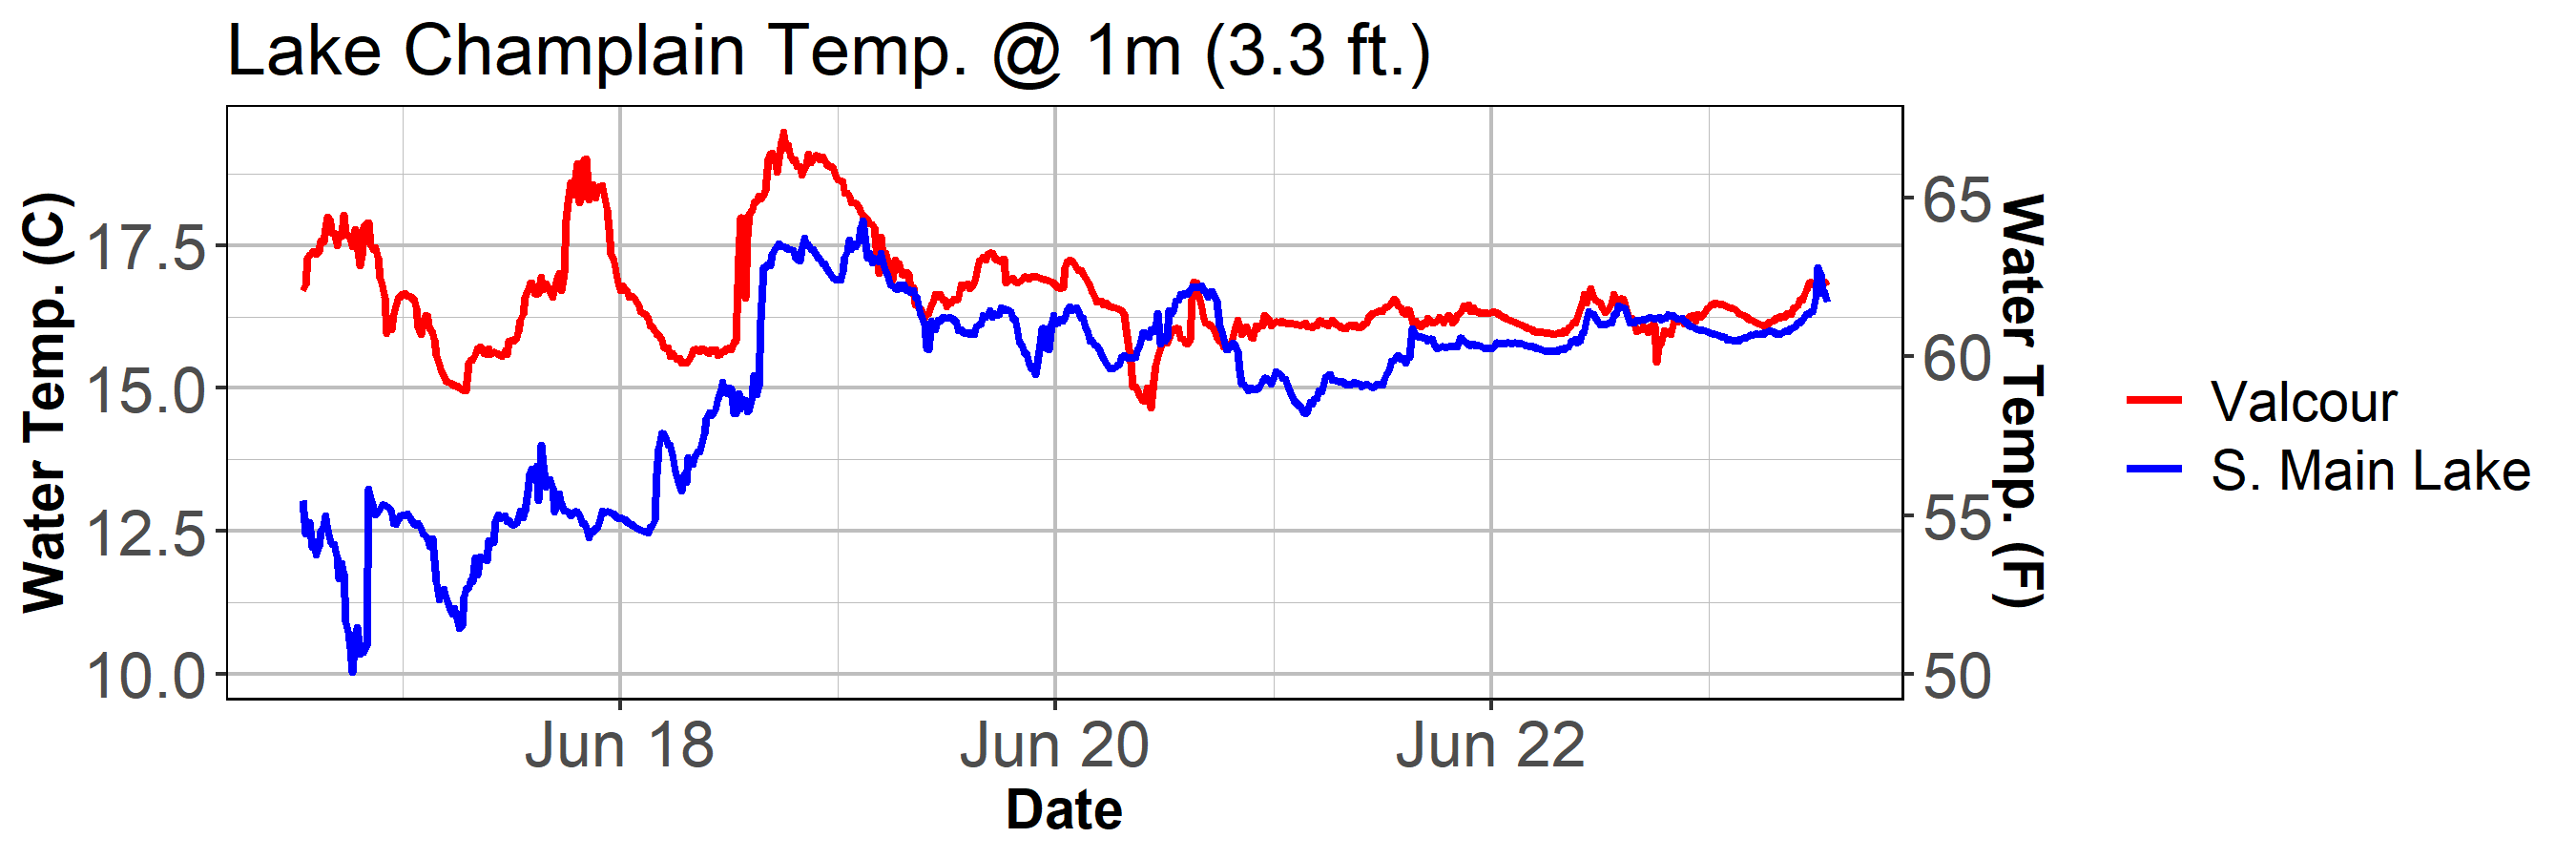 Lake Champlain Temp. @ 1m (3.3 ft.)
Water Temp. (C)
17.5
15.0
12.5
10.0
65
60
55
50
Water Temp. (F)
Jun 18
Jun 20
Jun 22
Date
Valcour
S. Main Lake